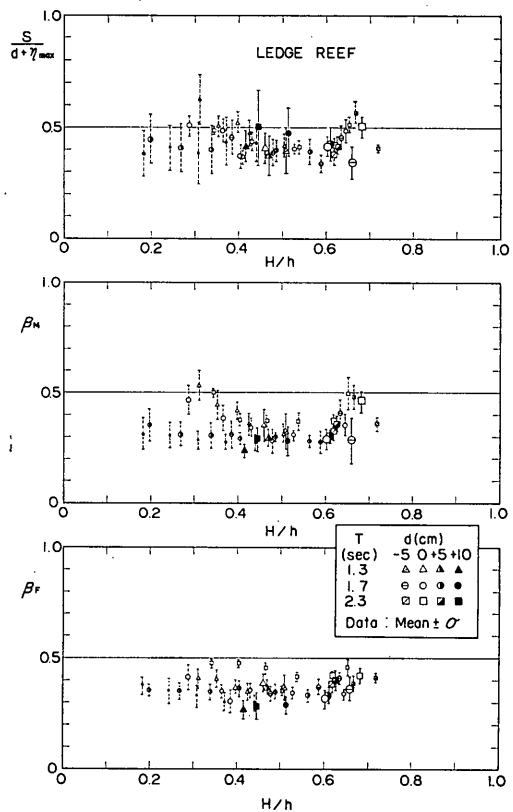 S
d+ηmax
LEDGE REEF
1.0
0.5
0
0 0.2 0.4 0.6 0.8 1.0
H/h
βM
1.0
0.5
0
0 0.2 0.4 0.6 0.8 1.0
H/h
T d(cm)
(sec) -5 0 +5 +10
1.3 △ △ ◭ ▲
1.7 ⊖ ○ ◑ ●
2.3 ⍁ □ ◪ ■
Data : Mean ± σ
βF
1.0
0.5
0
0 0.2 0.4 0.6 0.8 1.0
H/h